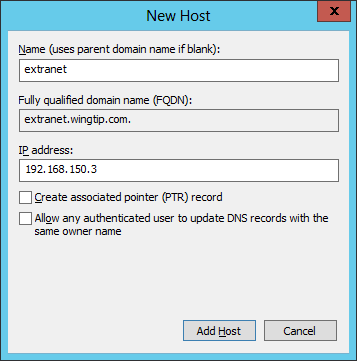 New Host
x
Name (uses parent domain name if blank):
extranet
Fully qualified domain name (FQDN):
extranet.wingtip.com.
IP address:
192.168.150.3
Create associated pointer (PTR) record
Allow any authenticated user to update DNS records with the
same owner name
Add Host
Cancel